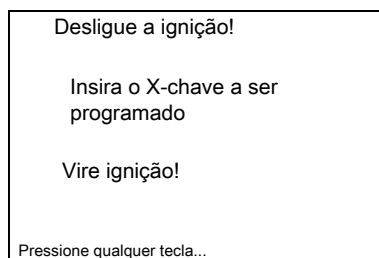 Desligue a ignição!
Insira o X-chave a ser
programado
Vire ignição!
Pressione qualquer tecla...